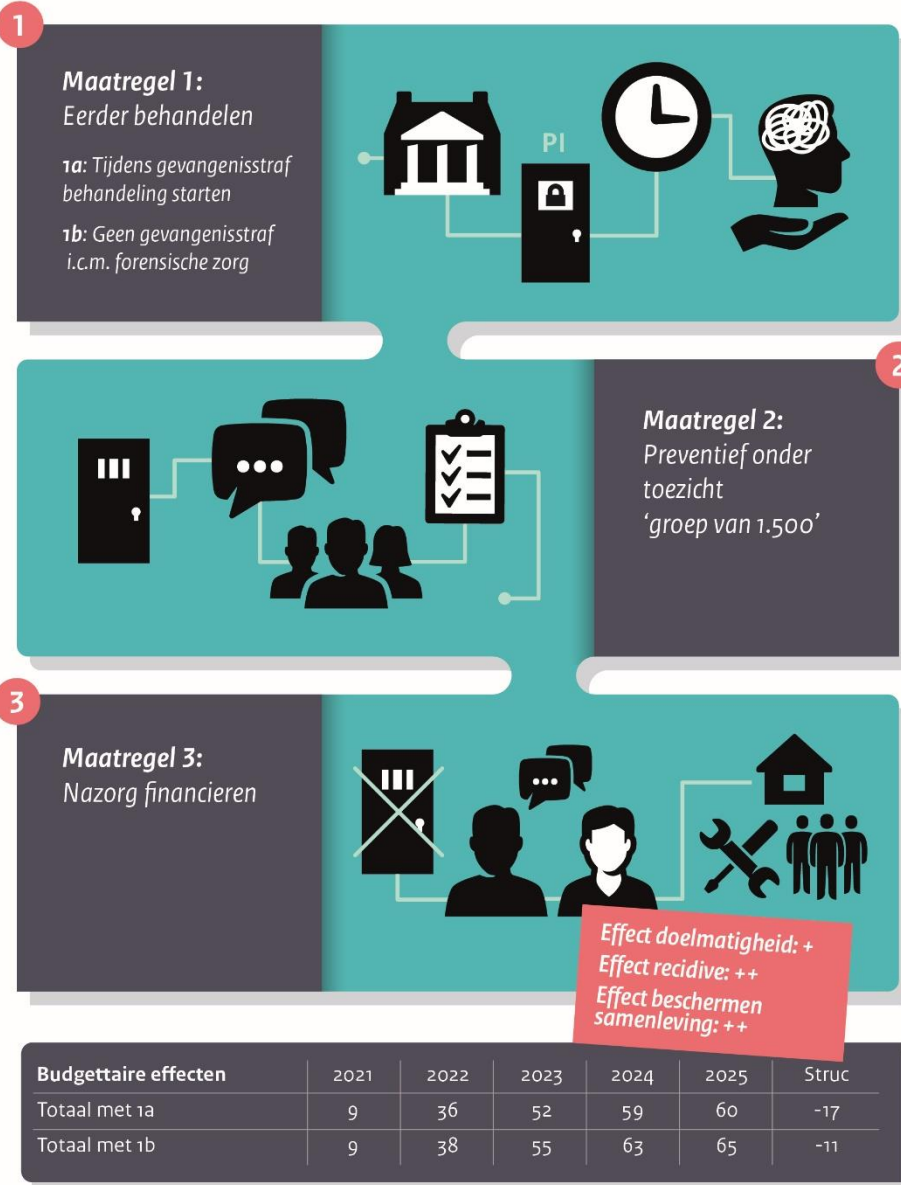 1
Maatregel 1:
Eerder behandelen
1a: Tijdens gevangenisstraf
behandeling starten
1b: Geen gevangenisstraf
i.c.m. forensische zorg
PI
2
Maatregel 2:
Preventief onder
toezicht
‘groep van 1.500’
3
Maatregel 3:
Nazorg financieren
Effect doelmatigheid: +
Effect recidive: ++
Effect beschermen
samenleving: ++
Budgettaire effecten 2021 2022 2023 2024 2025 Struc
Totaal met 1a 9 36 52 59 60 -17
Totaal met 1b 9 38 55 63 65 -11